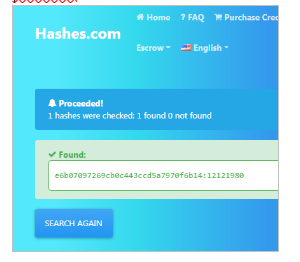 Home ? FAQ Purchase Cred
Hashes.com
Escrow English
Proceeded!
1 hashes were checked: 1 found 0 not found
Found:
e6b07097269cb0c443ccd5a7970f6b14:12121980
SEARCH AGAIN